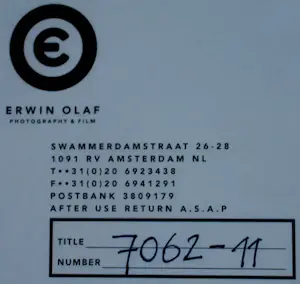 E
ERWIN OLAF
PHOTOGRAPHY & FILM
SWAMMERDAMSTRAAT 26-28
1091 RV AMSTERDAM NL
T++31(0)20 6923438
F++31(0)20 6941291
POSTBANK 3809179
AFTER USE RETURN A.S.A.P
TITLE 7062-11
NUMBER